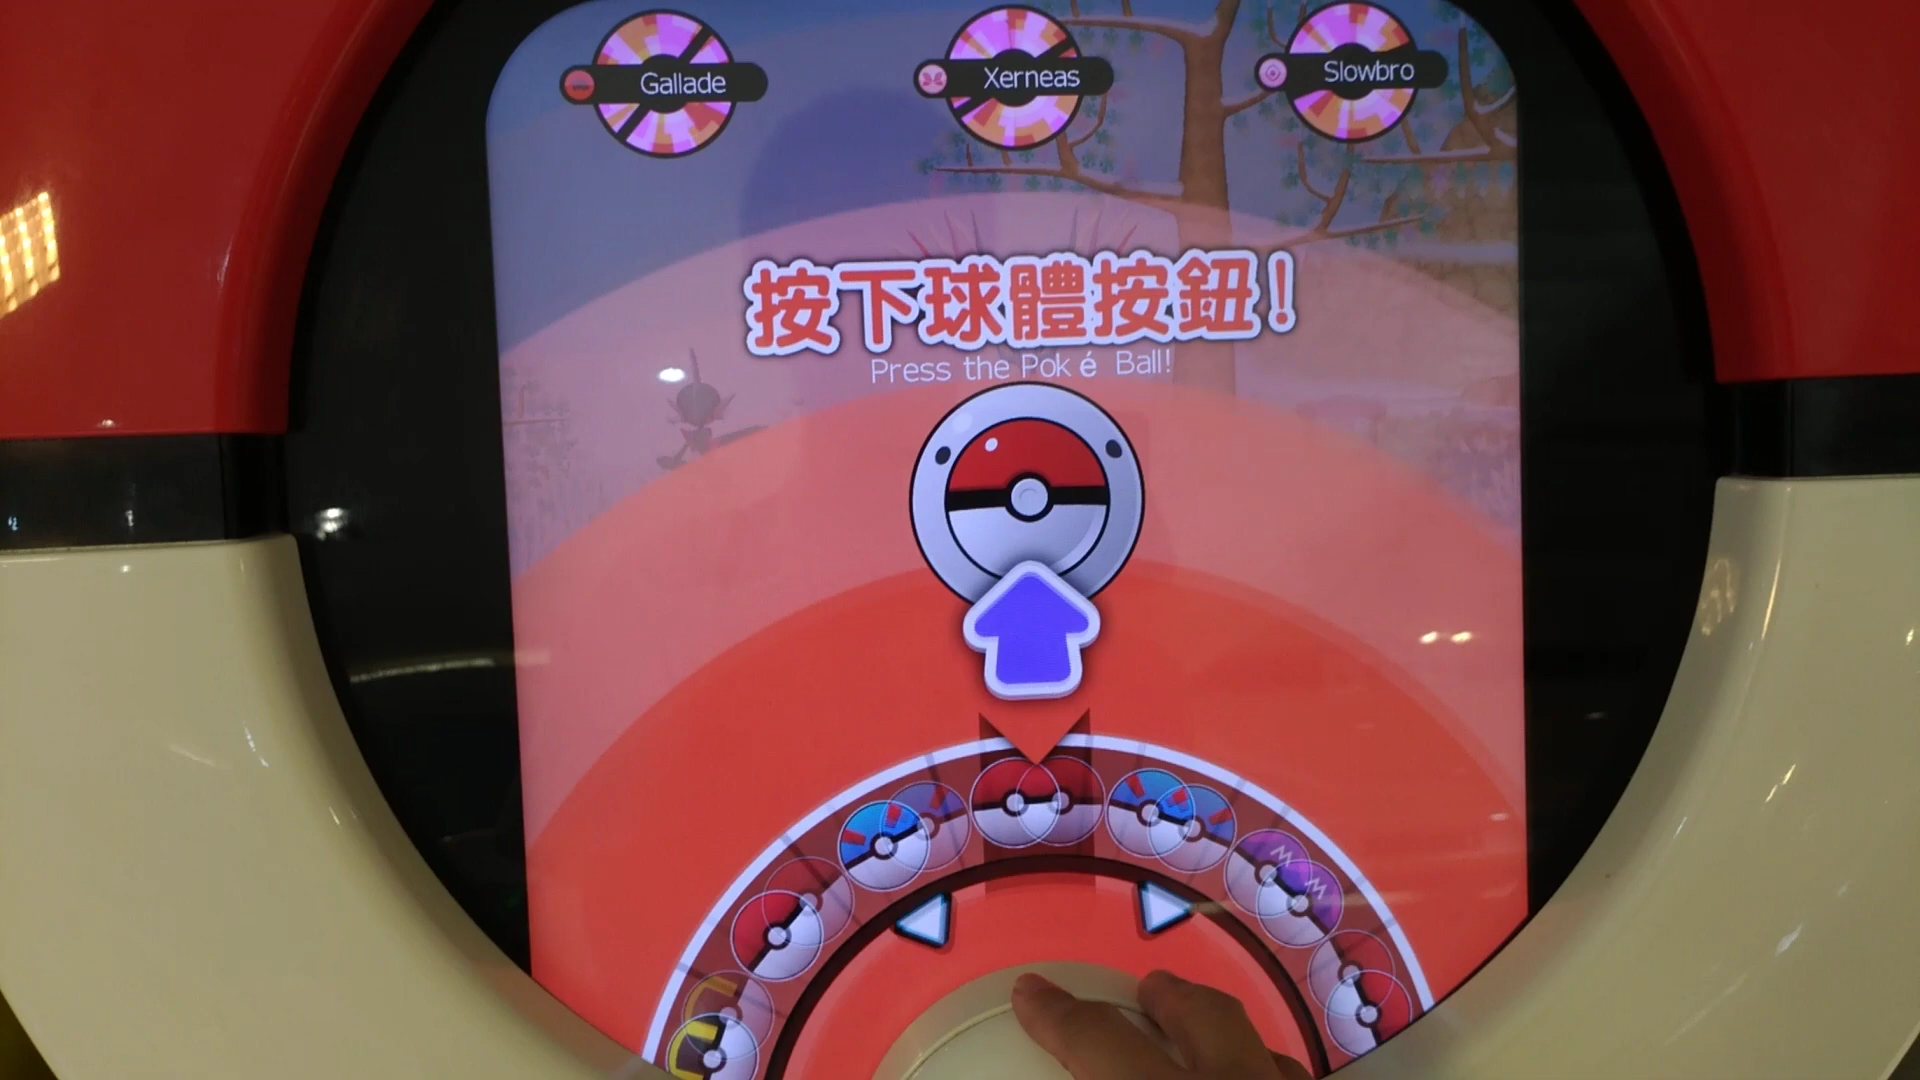 Gallade
Xerneas
Slowbro
按下球體按鈕!
Press the Poké Ball!